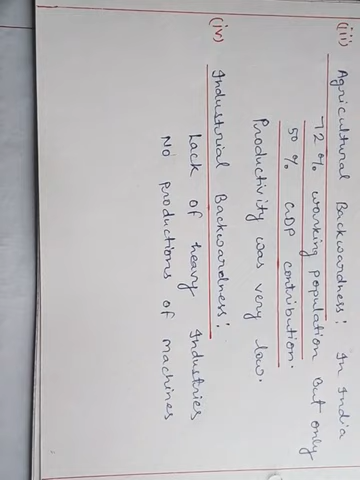 (iii) Agricultural Backwardness: In India
72% working population But only
50% GDP contribution.
Productivity was very low.
(iv) Industrial Backwardness:
Lack of heavy Industries
No productions of machines